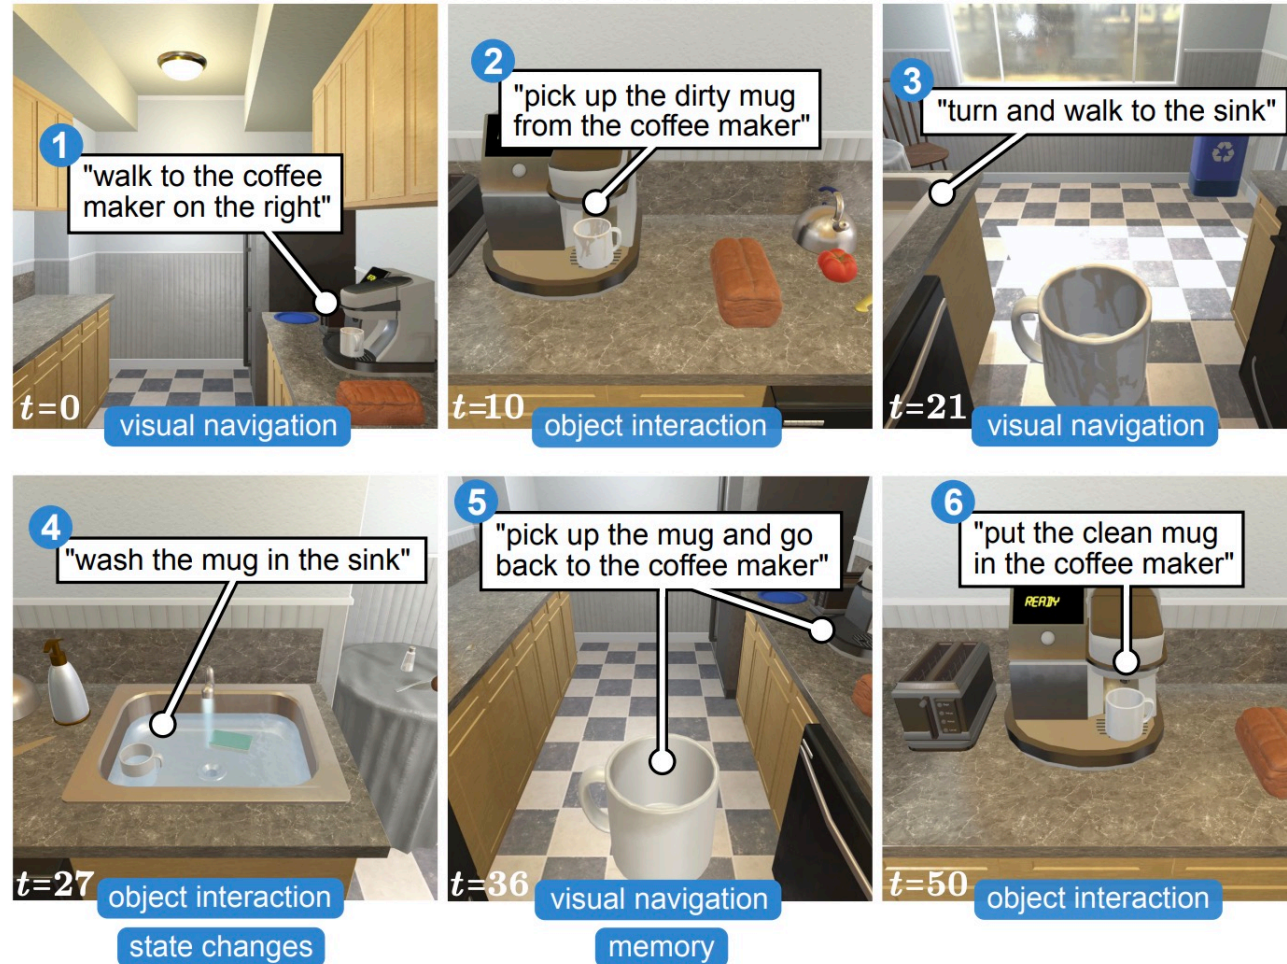 1
"walk to the coffee
maker on the right"
t=0
visual navigation
2
"pick up the dirty mug
from the coffee maker"
t=10
object interaction
3
"turn and walk to the sink"
t=21
visual navigation
4
"wash the mug in the sink"
t=27
object interaction
state changes
5
"pick up the mug and go
back to the coffee maker"
t=36
visual navigation
memory
6
"put the clean mug
in the coffee maker"
READY
t=50
object interaction